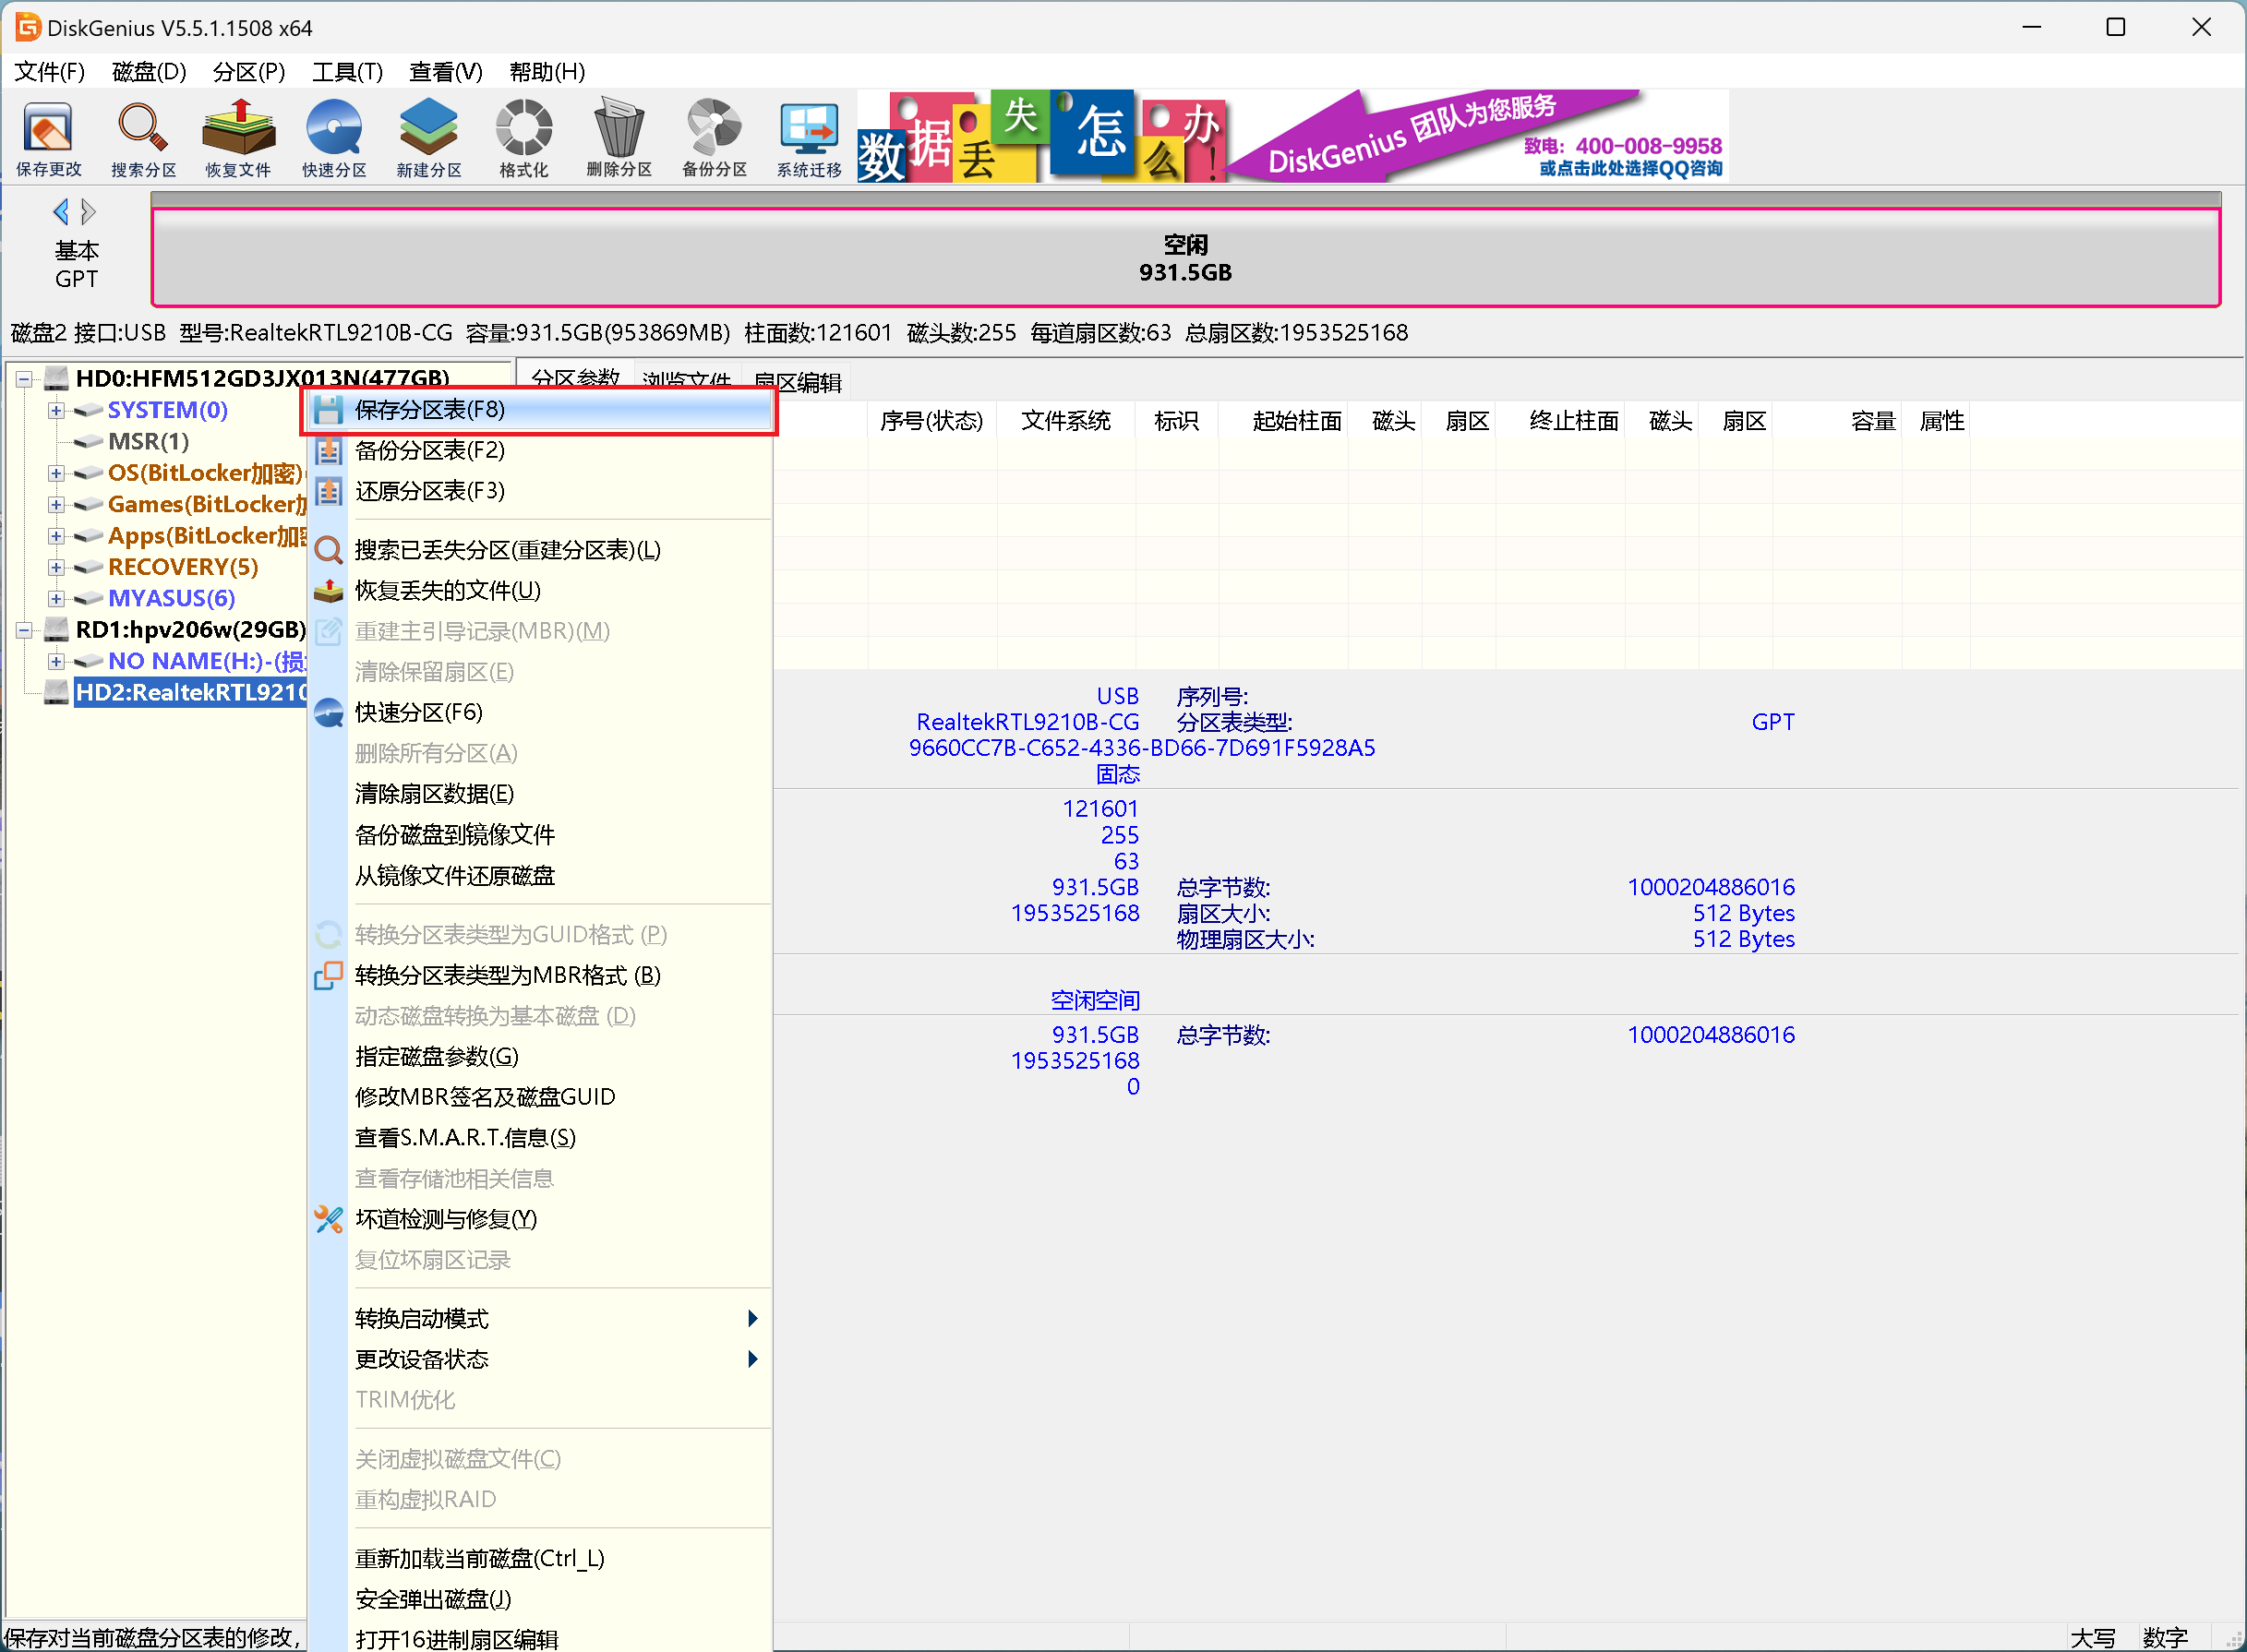 DiskGenius V5.5.1.1508 x64
文件(F) 磁盘(D) 分区(P) 工具(T) 查看(V) 帮助(H)
保存更改 搜索分区 恢复文件 快速分区 新建分区 格式化 删除分区 备份分区 系统迁移
数据丢失怎么办! DiskGenius 团队为您服务
致电: 400-008-9958
或点击此处选择QQ咨询
基本
GPT
空闲
931.5GB
磁盘2 接口:USB 型号:RealtekRTL9210B-CG 容量:931.5GB(953869MB) 柱面数:121601 磁头数:255 每道扇区数:63 总扇区数:1953525168
HD0:HFM512GD3JX013N(477GB)
SYSTEM(0)
MSR(1)
OS(BitLocker加密)
Games(BitLocker加
Apps(BitLocker加密
RECOVERY(5)
MYASUS(6)
RD1:hpv206w(29GB)
NO NAME(H:)-(损
HD2:RealtekRTL9210
分区参数 浏览文件 扇区编辑
保存分区表(F8)
备份分区表(F2)
还原分区表(F3)
搜索已丢失分区(重建分区表)(L)
恢复丢失的文件(U)
重建主引导记录(MBR)(M)
清除保留扇区(E)
快速分区(F6)
删除所有分区(A)
清除扇区数据(E)
备份磁盘到镜像文件
从镜像文件还原磁盘
转换分区表类型为GUID格式 (P)
转换分区表类型为MBR格式 (B)
动态磁盘转换为基本磁盘 (D)
指定磁盘参数(G)
修改MBR签名及磁盘GUID
查看S.M.A.R.T.信息(S)
查看存储池相关信息
坏道检测与修复(Y)
复位坏扇区记录
转换启动模式
更改设备状态
TRIM优化
关闭虚拟磁盘文件(C)
重构虚拟RAID
重新加载当前磁盘(Ctrl_L)
安全弹出磁盘(J)
打开16进制扇区编辑
序号(状态) 文件系统 标识 起始柱面 磁头 扇区 终止柱面 磁头 扇区 容量 属性
USB 序列号:
RealtekRTL9210B-CG 分区表类型: GPT
9660CC7B-C652-4336-BD66-7D691F5928A5
固态
121601
255
63
931.5GB 总字节数: 1000204886016
1953525168 扇区大小: 512 Bytes
物理扇区大小: 512 Bytes
空闲空间
931.5GB 总字节数: 1000204886016
1953525168
0
保存对当前磁盘分区表的修改,
大写 数字